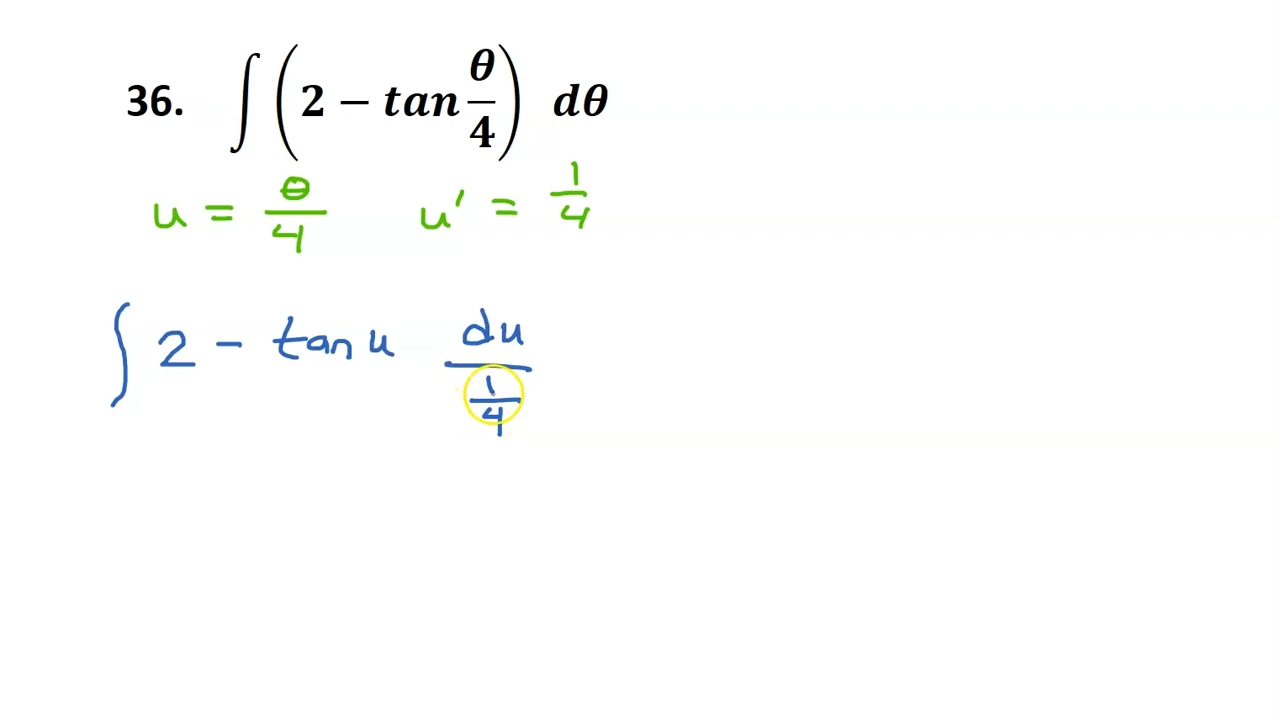 36. ∫ (2 − tan θ/4) dθ
u = θ/4 u' = 1/4
∫ 2 − tan u du/(1/4)